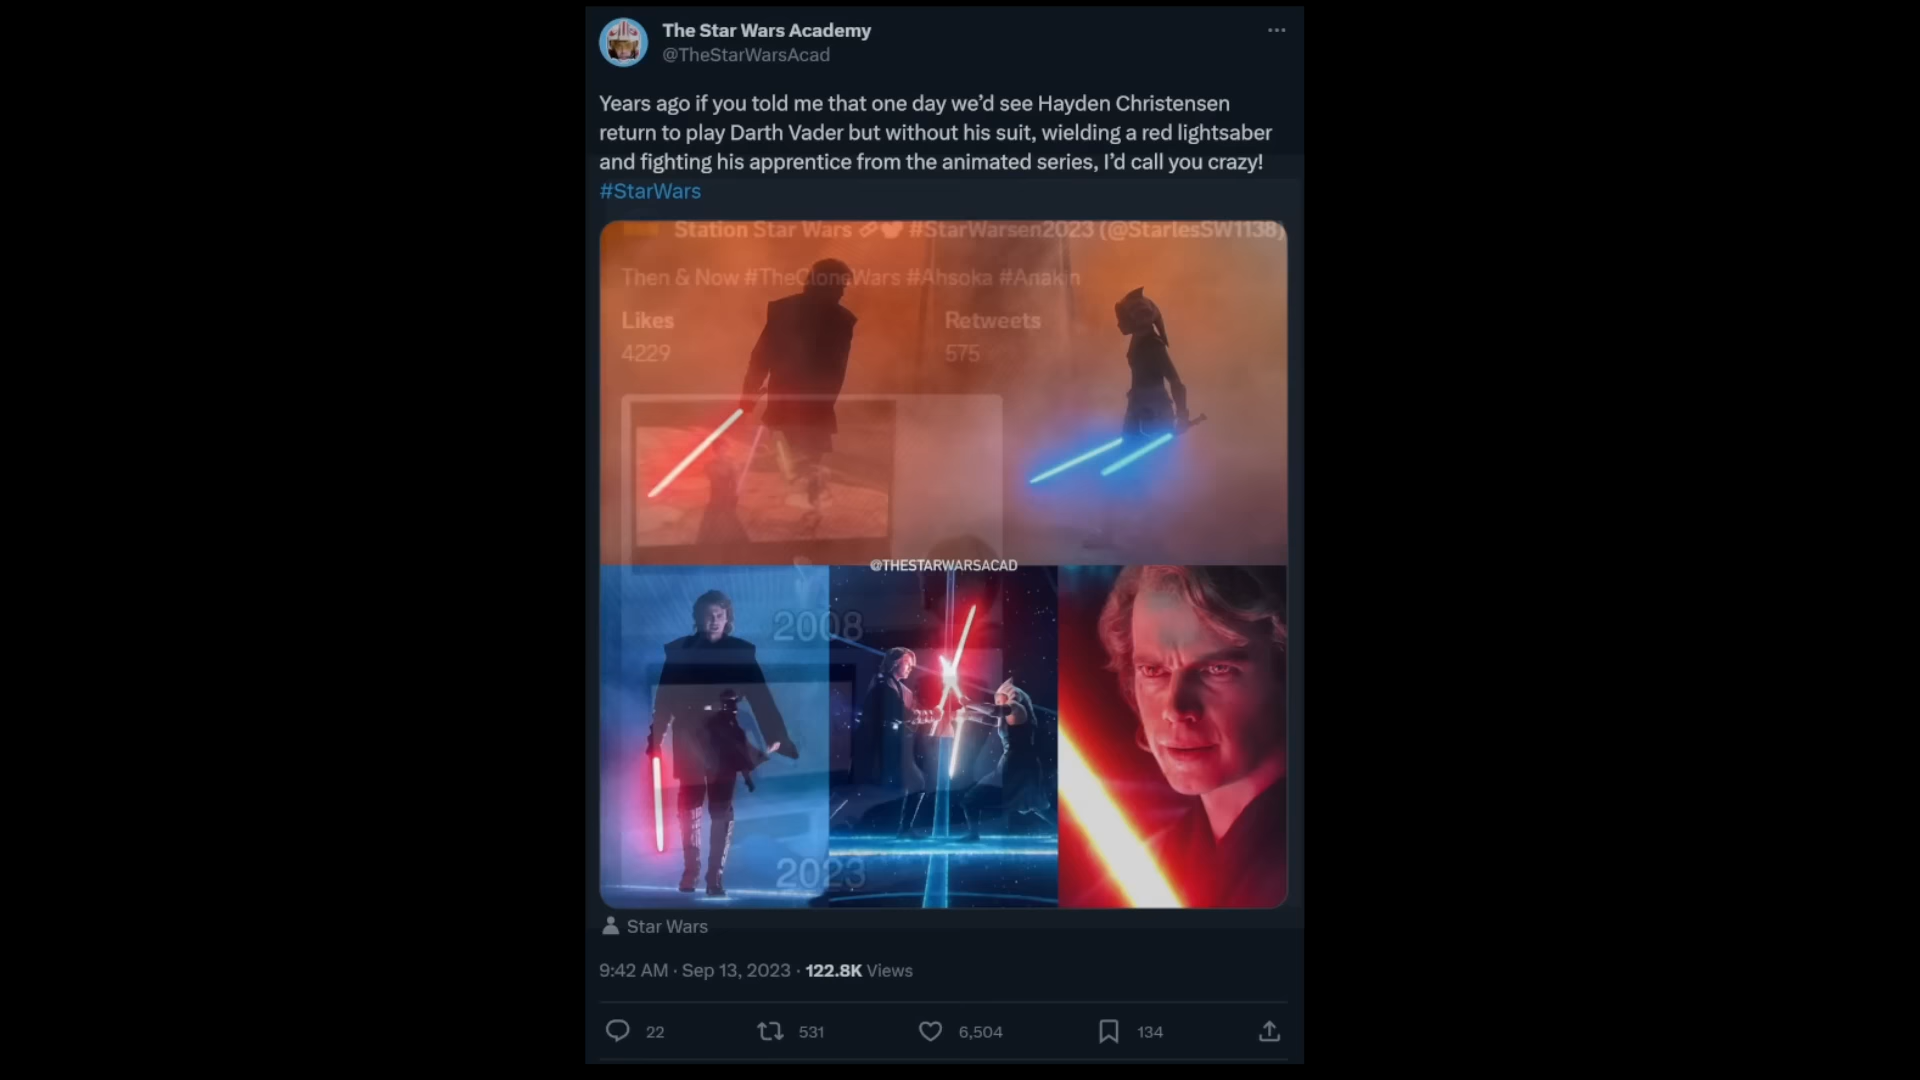 The Star Wars Academy
@TheStarWarsAcad
Years ago if you told me that one day we’d see Hayden Christensen
return to play Darth Vader but without his suit, wielding a red lightsaber
and fighting his apprentice from the animated series, I’d call you crazy!
#StarWars
Station Star Wars #StarWarsen2023 (@StarlesSW1138)
Then & Now #TheCloneWars #Ahsoka #Anakin
Likes
Retweets
4229
575
@THESTARWARSACAD
2008
2023
Star Wars
9:42 AM · Sep 13, 2023 · 122.8K Views
22
531
6,504
134